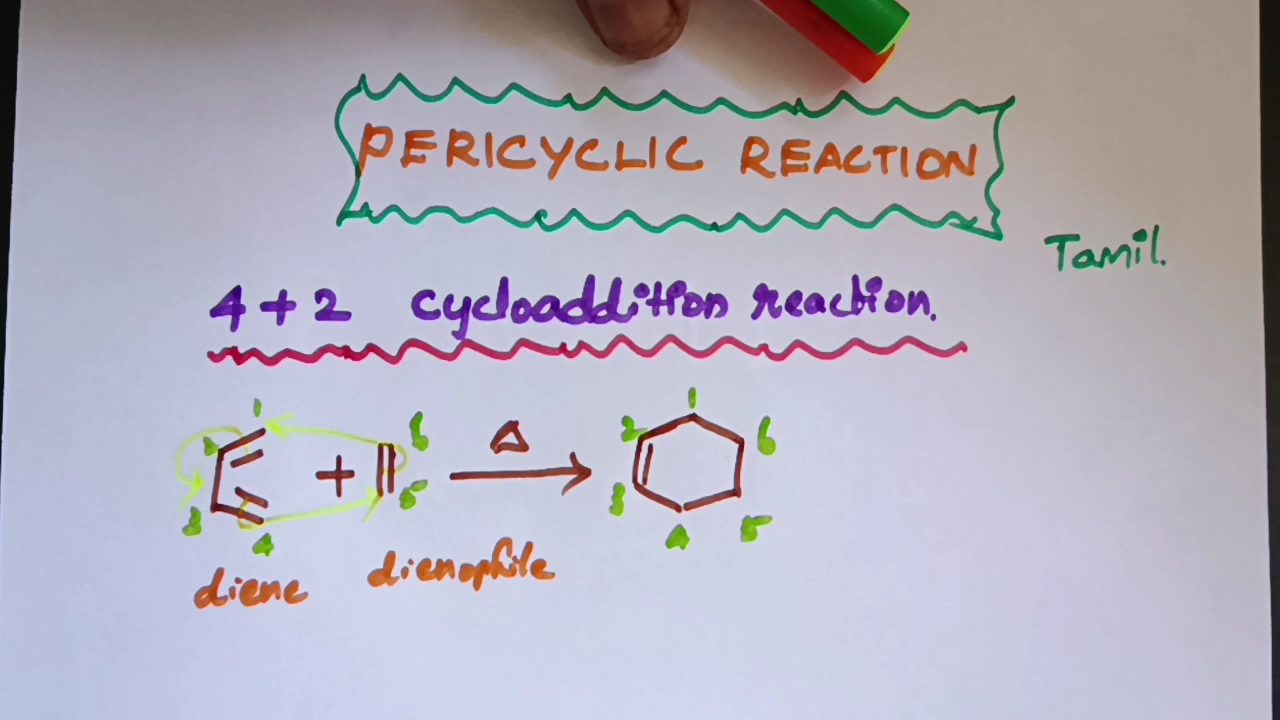 PERICYCLIC REACTION
Tamil.
4+2 cycloaddition reaction.
1 6 Δ 1
2 + 2 6
3 4 5 3 4 5
diene dienophile